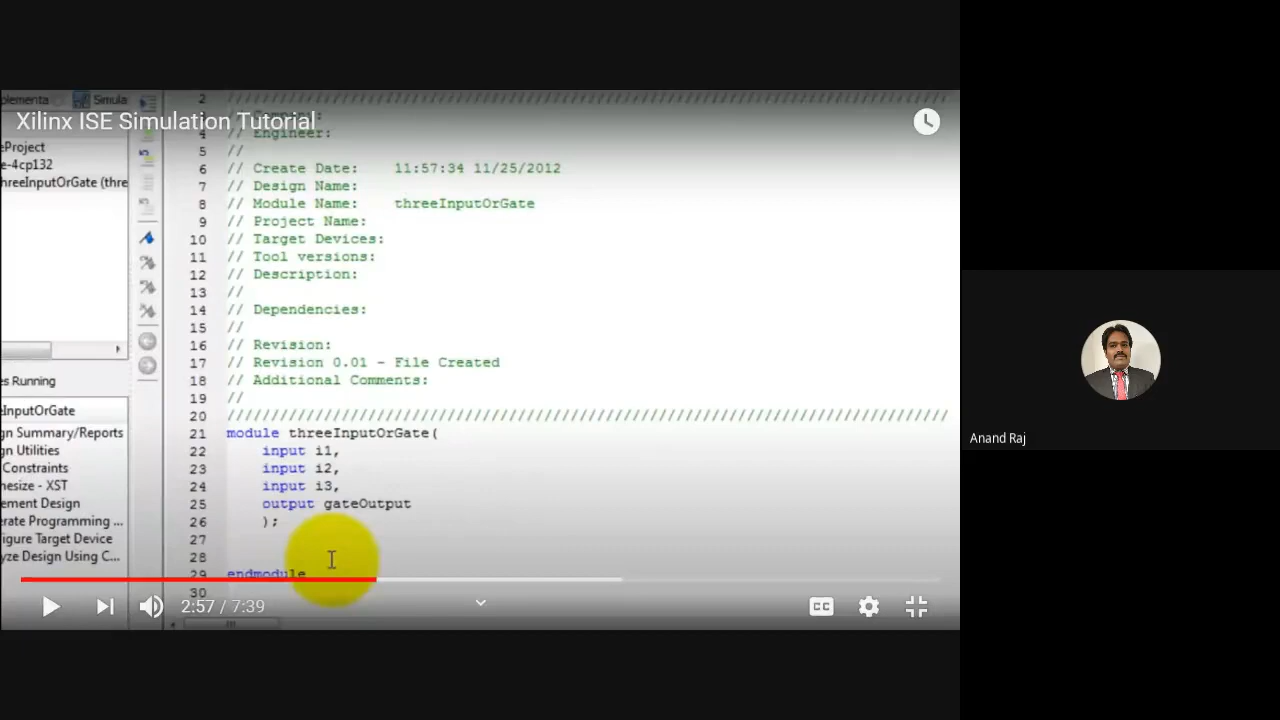 plementa Simula
Xilinx ISE Simulation Tutorial
eProject
e-4cp132
hreeInputOrGate (thre
es Running
eInputOrGate
gn Summary/Reports
gn Utilities
Constraints
hesize - XST
ement Design
erate Programming ...
figure Target Device
yze Design Using C...
2 ////////////////////////////////////////////////////////////////////////////////
4 // Engineer:
5 //
6 // Create Date: 11:57:34 11/25/2012
7 // Design Name:
8 // Module Name: threeInputOrGate
9 // Project Name:
10 // Target Devices:
11 // Tool versions:
12 // Description:
13 //
14 // Dependencies:
15 //
16 // Revision:
17 // Revision 0.01 - File Created
18 // Additional Comments:
19 //
20 ////////////////////////////////////////////////////////////////////////////////
21 module threeInputOrGate(
22 input i1,
23 input i2,
24 input i3,
25 output gateOutput
26 );
27
28
29 endmodule
30
2:57 / 7:39
CC
Anand Raj